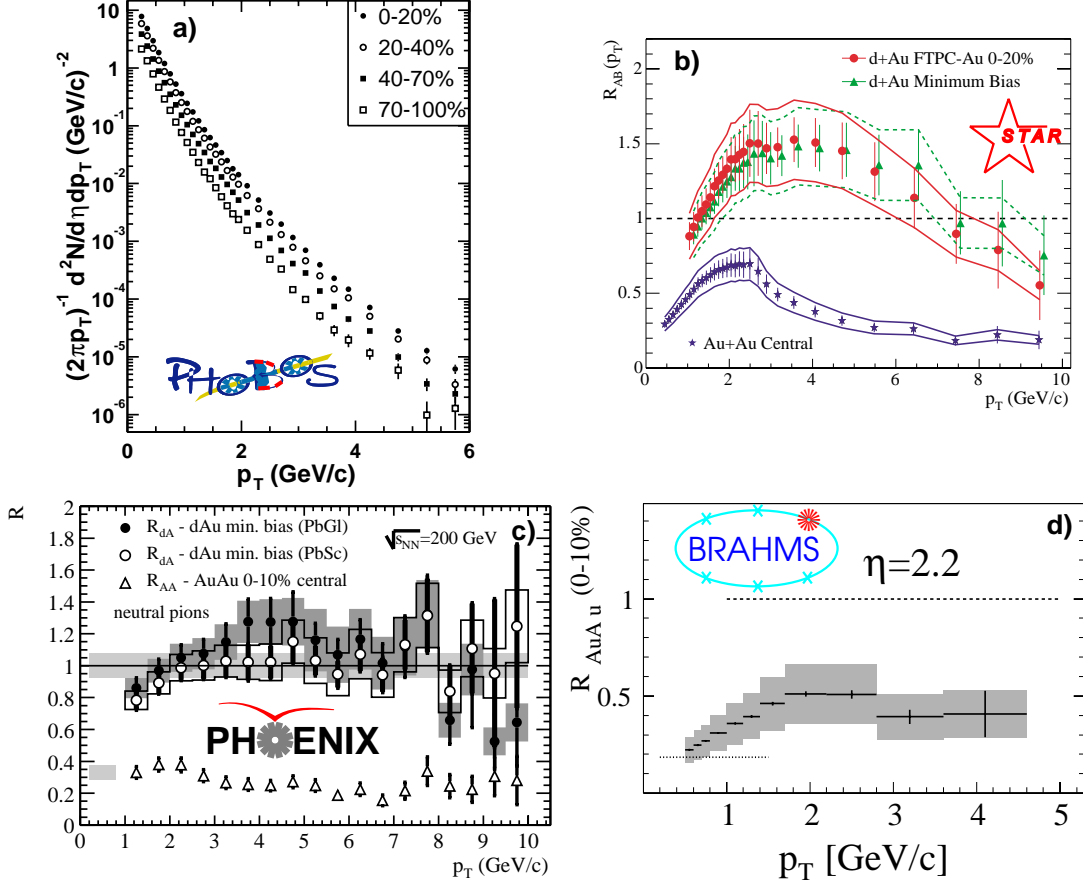 a)
0-20%
20-40%
40-70%
70-100%
(2πp_T)^-1 d^2N/dηdp_T (GeV/c)^-2
10
1
10^-1
10^-2
10^-3
10^-4
10^-5
10^-6
PHOBOS
0 2 4 6
p_T (GeV/c)
b)
d+Au FTPC-Au 0-20%
d+Au Minimum Bias
STAR
R_AB (p_T)
2
1.5
1
0.5
0
Au+Au Central
0 2 4 6 8 10
p_T (GeV/c)
c)
R_dA - dAu min. bias (PbGl)
R_dA - dAu min. bias (PbSc)
R_AA - AuAu 0-10% central
neutral pions
√s_NN=200 GeV
R
2
1.8
1.6
1.4
1.2
1
0.8
0.6
0.4
0.2
0
PHENIX
0 1 2 3 4 5 6 7 8 9 10
p_T (GeV/c)
d)
BRAHMS
η=2.2
R_AuAu (0-10%)
1
0.5
1 2 3 4 5
p_T [GeV/c]